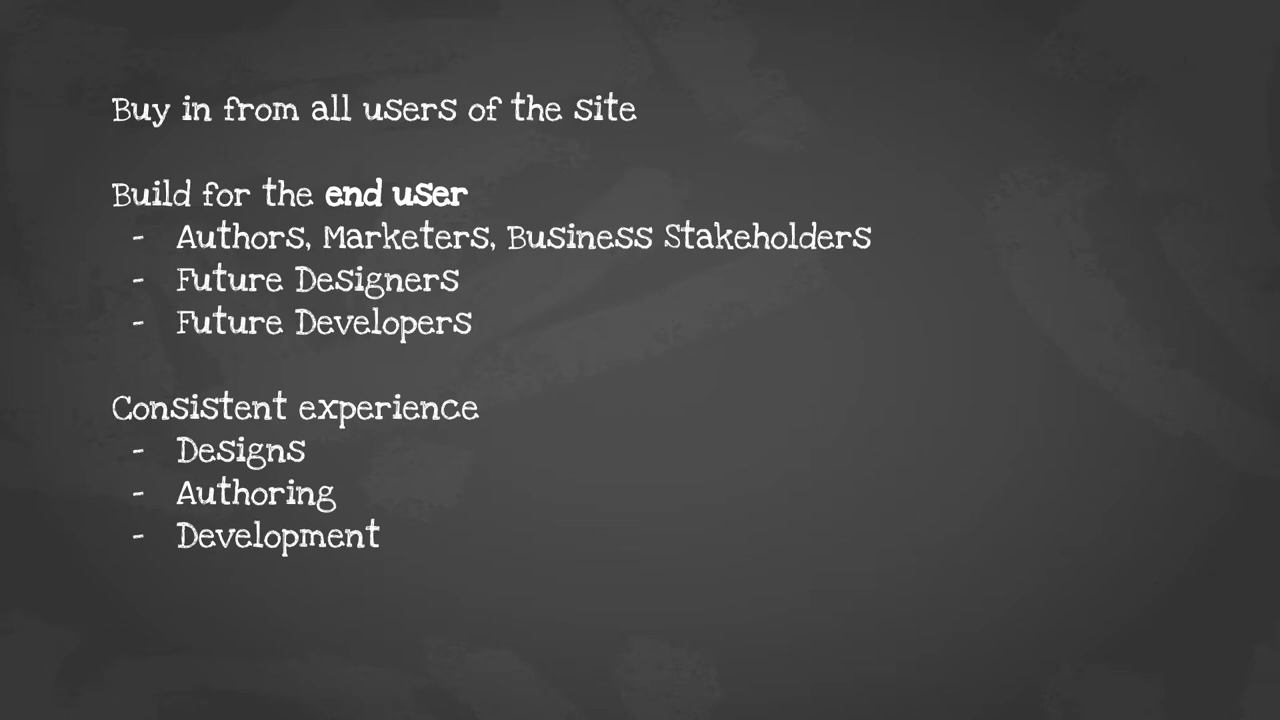 Buy in from all users of the site
Build for the end user
- Authors, Marketers, Business Stakeholders
- Future Designers
- Future Developers
Consistent experience
- Designs
- Authoring
- Development